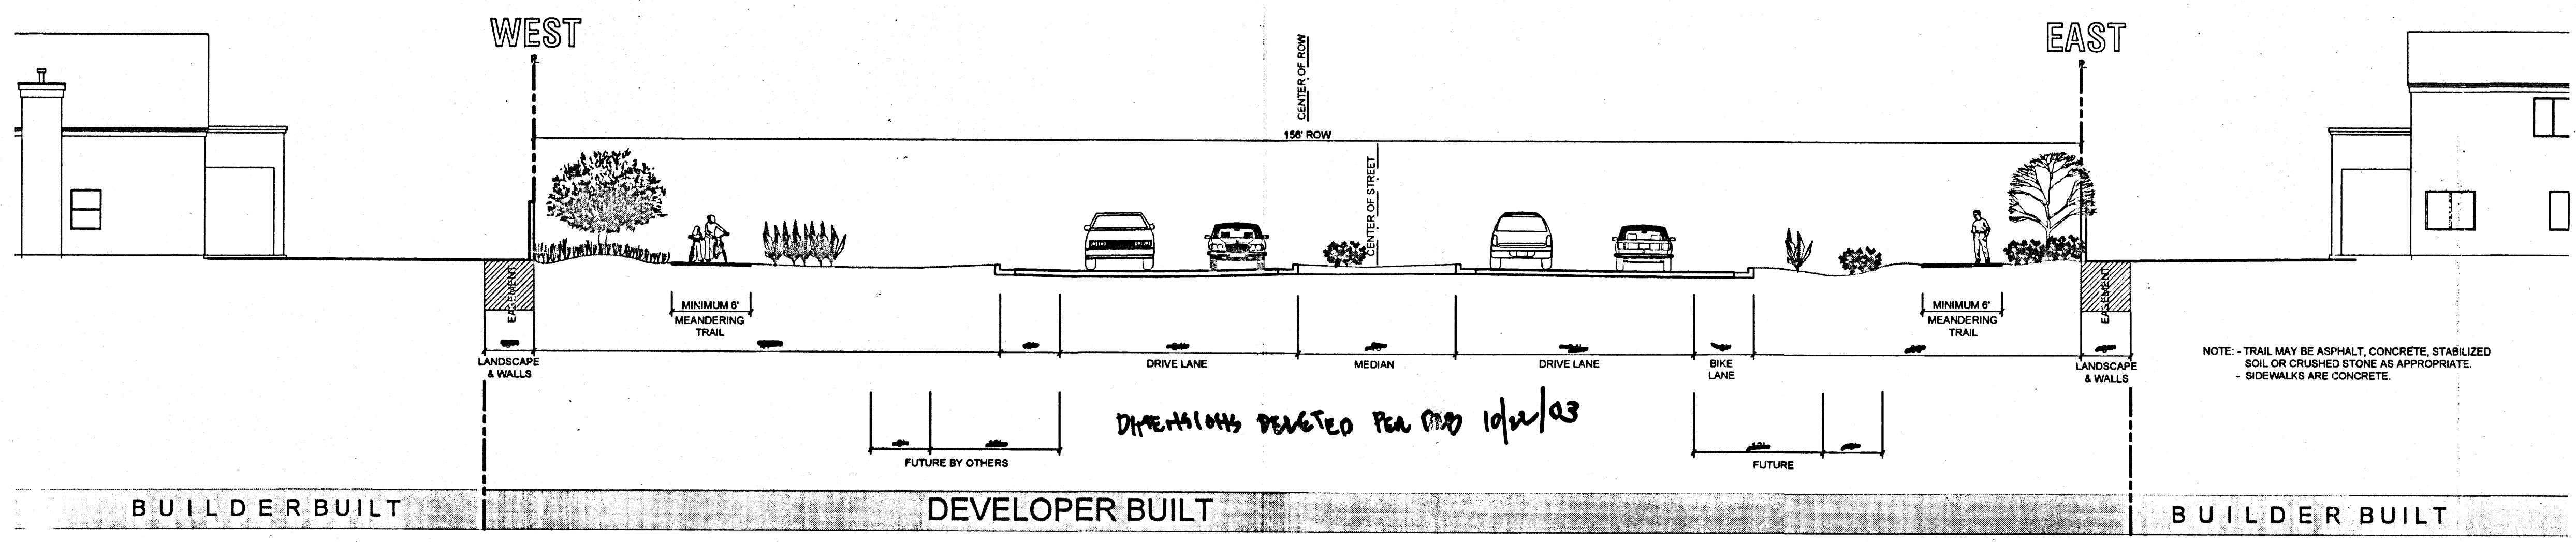 WEST
EAST
PL
PL
CENTER OF ROW
156' ROW
CENTER OF STREET
EASEMENT
MINIMUM 6'
MEANDERING
TRAIL
MINIMUM 6'
MEANDERING
TRAIL
EASEMENT
LANDSCAPE
& WALLS
DRIVE LANE
MEDIAN
DRIVE LANE
BIKE
LANE
LANDSCAPE
& WALLS
NOTE: - TRAIL MAY BE ASPHALT, CONCRETE, STABILIZED
SOIL OR CRUSHED STONE AS APPROPRIATE.
- SIDEWALKS ARE CONCRETE.
DIMENSIONS DELETED PER 10/22/03
FUTURE BY OTHERS
FUTURE
BUILDER BUILT
DEVELOPER BUILT
BUILDER BUILT